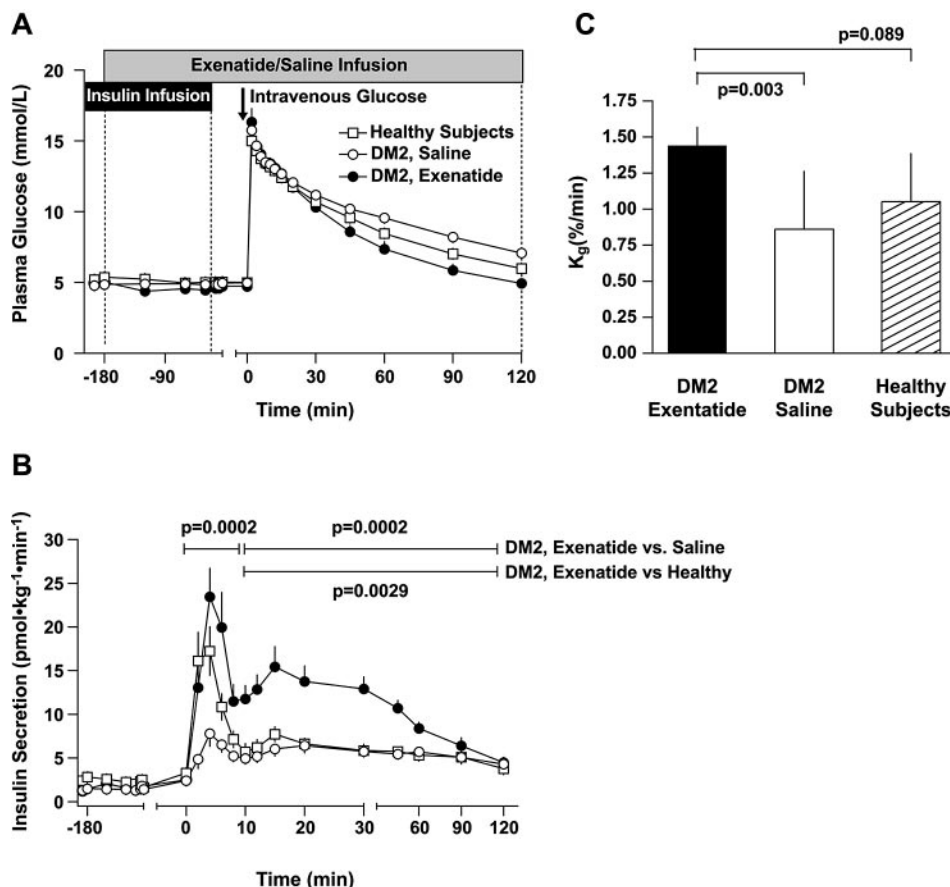 A
Exenatide/Saline Infusion
Insulin Infusion
Intravenous Glucose
Healthy Subjects
DM2, Saline
DM2, Exenatide
Plasma Glucose (mmol/L)
20
15
10
5
0
-180 -90 0 30 60 90 120
Time (min)
C
p=0.089
p=0.003
Kg(%/min)
1.75
1.50
1.25
1.00
0.75
0.50
0.25
0.00
DM2 DM2 Healthy
Exentatide Saline Subjects
B
p=0.0002 p=0.0002
DM2, Exenatide vs. Saline
DM2, Exenatide vs Healthy
p=0.0029
Insulin Secretion (pmol•kg⁻¹•min⁻¹)
30
25
20
15
10
5
0
-180 0 10 20 30 60 90 120
Time (min)